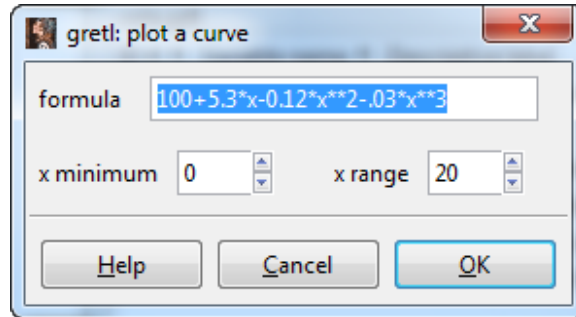 gretl: plot a curve
formula 100+5.3*x-0.12*x**2-.03*x**3
x minimum 0 x range 20
Help Cancel OK